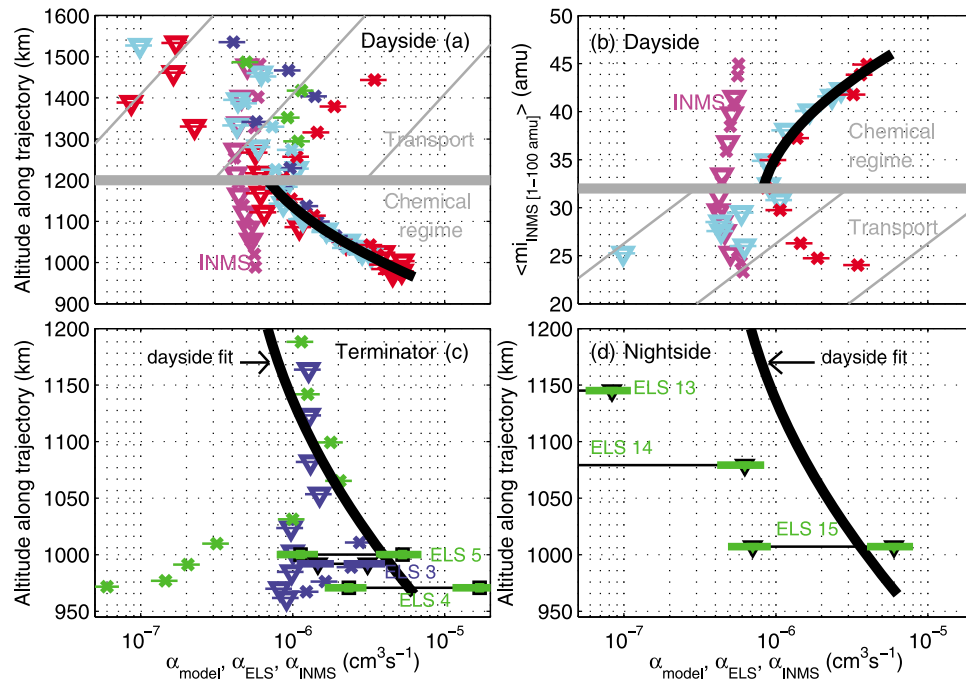 1600
1500
1400
1300
1200
1100
1000
900
Altitude along trajectory (km)
Dayside (a)
Transport
Chemical
regime
INMS
50
45
40
35
30
25
20
<mi_INMS [1−100 amu]> (amu)
(b) Dayside
INMS
Chemical
regime
Transport
1200
1150
1100
1050
1000
950
Altitude along trajectory (km)
dayside fit
Terminator (c)
ELS 5
ELS 3
ELS 4
10^−7
10^−6
10^−5
α_model, α_ELS, α_INMS (cm^3s^−1)
1200
1150
1100
1050
1000
950
Altitude along trajectory (km)
(d) Nightside
dayside fit
ELS 13
ELS 14
ELS 15
10^−7
10^−6
10^−5
α_model, α_ELS, α_INMS (cm^3s^−1)